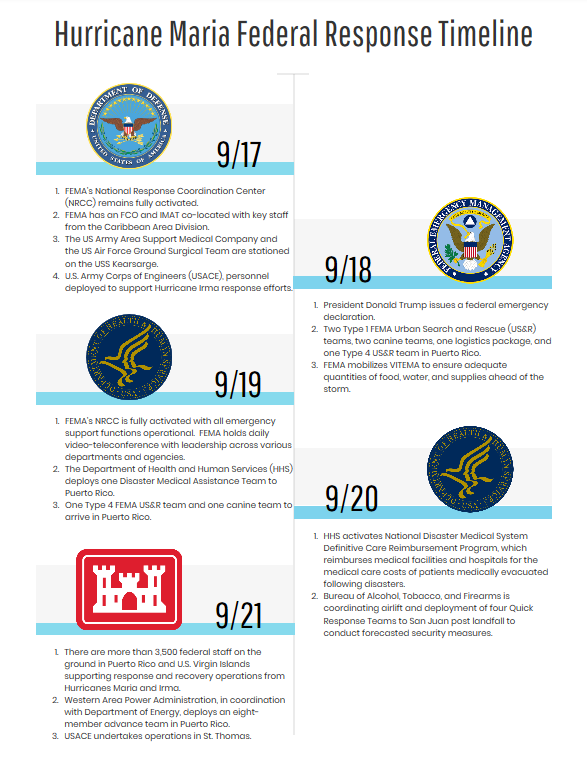 Hurricane Maria Federal Response Timeline
DEPARTMENT OF DEFENSE
UNITED STATES OF AMERICA
9/17
1. FEMA's National Response Coordination Center
(NRCC) remains fully activated.
2. FEMA has an FCO and IMAT co-located with key staff
from the Caribbean Area Division.
3. The US Army Area Support Medical Company and
the US Air Force Ground Surgical Team are stationed
on the USS Kearsarge.
4. U.S. Army Corps of Engineers (USACE), personnel
deployed to support Hurricane Irma response efforts.
FEDERAL EMERGENCY MANAGEMENT AGENCY
9/18
1. President Donald Trump issues a federal emergency
declaration.
2. Two Type 1 FEMA Urban Search and Rescue (US&R)
teams, two canine teams, one logistics package, and
one Type 4 US&R team in Puerto Rico.
3. FEMA mobilizes VITEMA to ensure adequate
quantities of food, water, and supplies ahead of the
storm.
9/19
1. FEMA's NRCC is fully activated with all emergency
support functions operational. FEMA holds daily
video-teleconference with leadership across various
departments and agencies.
2. The Department of Health and Human Services (HHS)
deploys one Disaster Medical Assistance Team to
Puerto Rico.
3. One Type 4 FEMA US&R team and one canine team to
arrive in Puerto Rico.
9/20
1. HHS activates National Disaster Medical System
Definitive Care Reimbursement Program, which
reimburses medical facilities and hospitals for the
medical care costs of patients medically evacuated
following disasters.
2. Bureau of Alcohol, Tobacco, and Firearms is
coordinating airlift and deployment of four Quick
Response Teams to San Juan post landfall to
conduct forecasted security measures.
9/21
1. There are more than 3,500 federal staff on the
ground in Puerto Rico and U.S. Virgin Islands
supporting response and recovery operations from
Hurricanes Maria and Irma.
2. Western Area Power Administration, in coordination
with Department of Energy, deploys an eight-
member advance team in Puerto Rico.
3. USACE undertakes operations in St. Thomas.